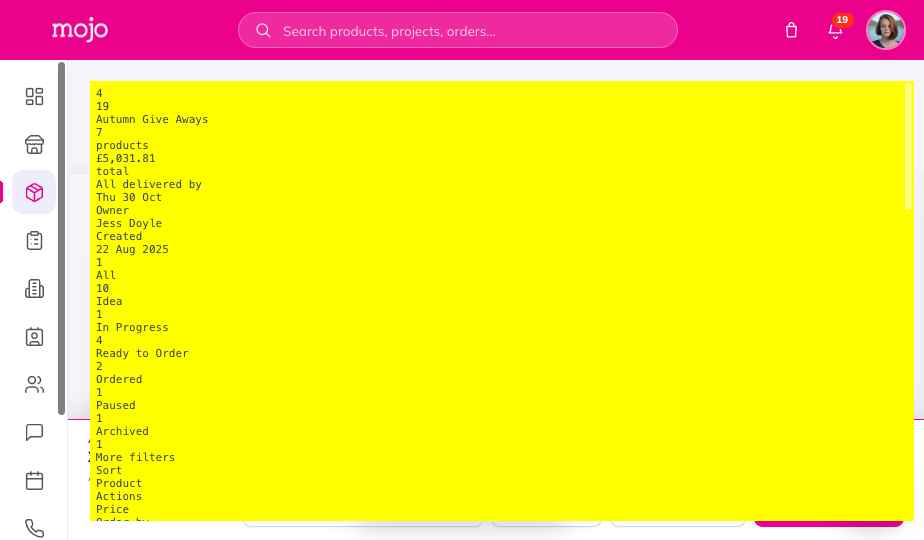 mojo
Search products, projects, orders...
19
4
19
Autumn Give Aways
7
products
£5,031.81
total
All delivered by
Thu 30 Oct
Owner
Jess Doyle
Created
22 Aug 2025
1
All
10
Idea
1
In Progress
4
Ready to Order
2
Ordered
1
Paused
1
Archived
1
More filters
Sort
Product
Actions
Price
Order by